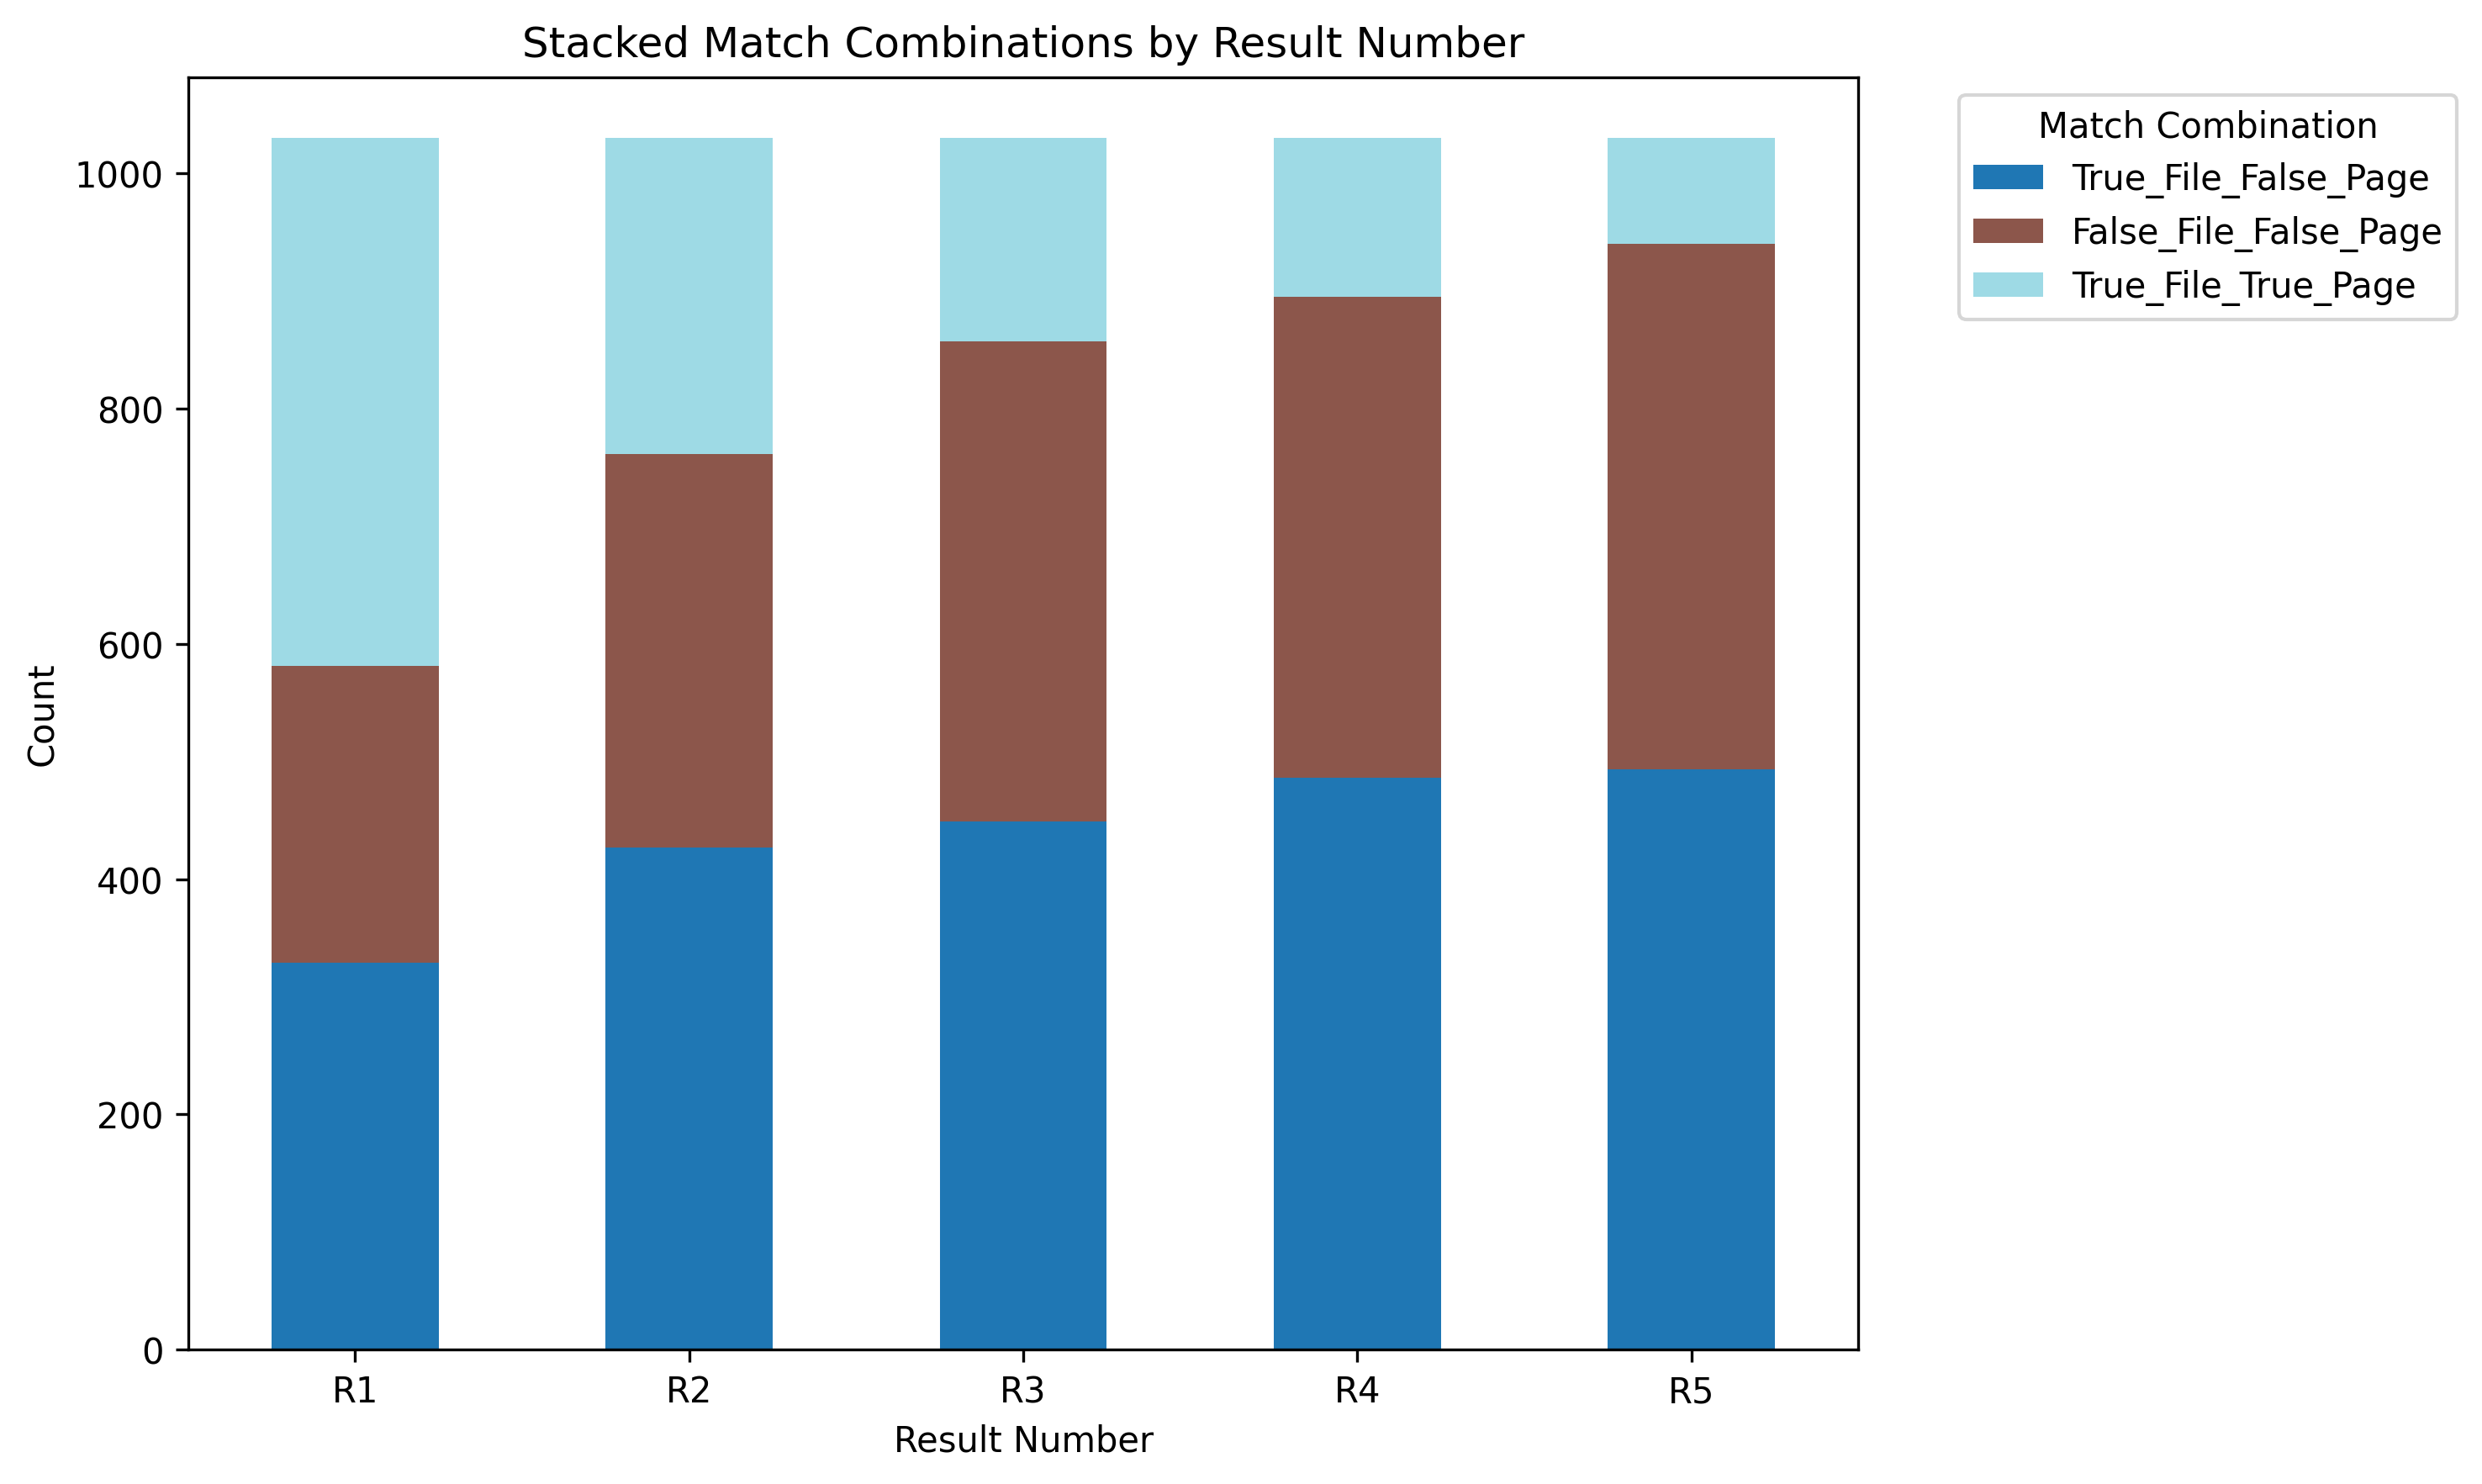 Stacked Match Combinations by Result Number
Match Combination
True_File_False_Page
False_File_False_Page
True_File_True_Page
Count
1000
800
600
400
200
0
R1 R2 R3 R4 R5
Result Number